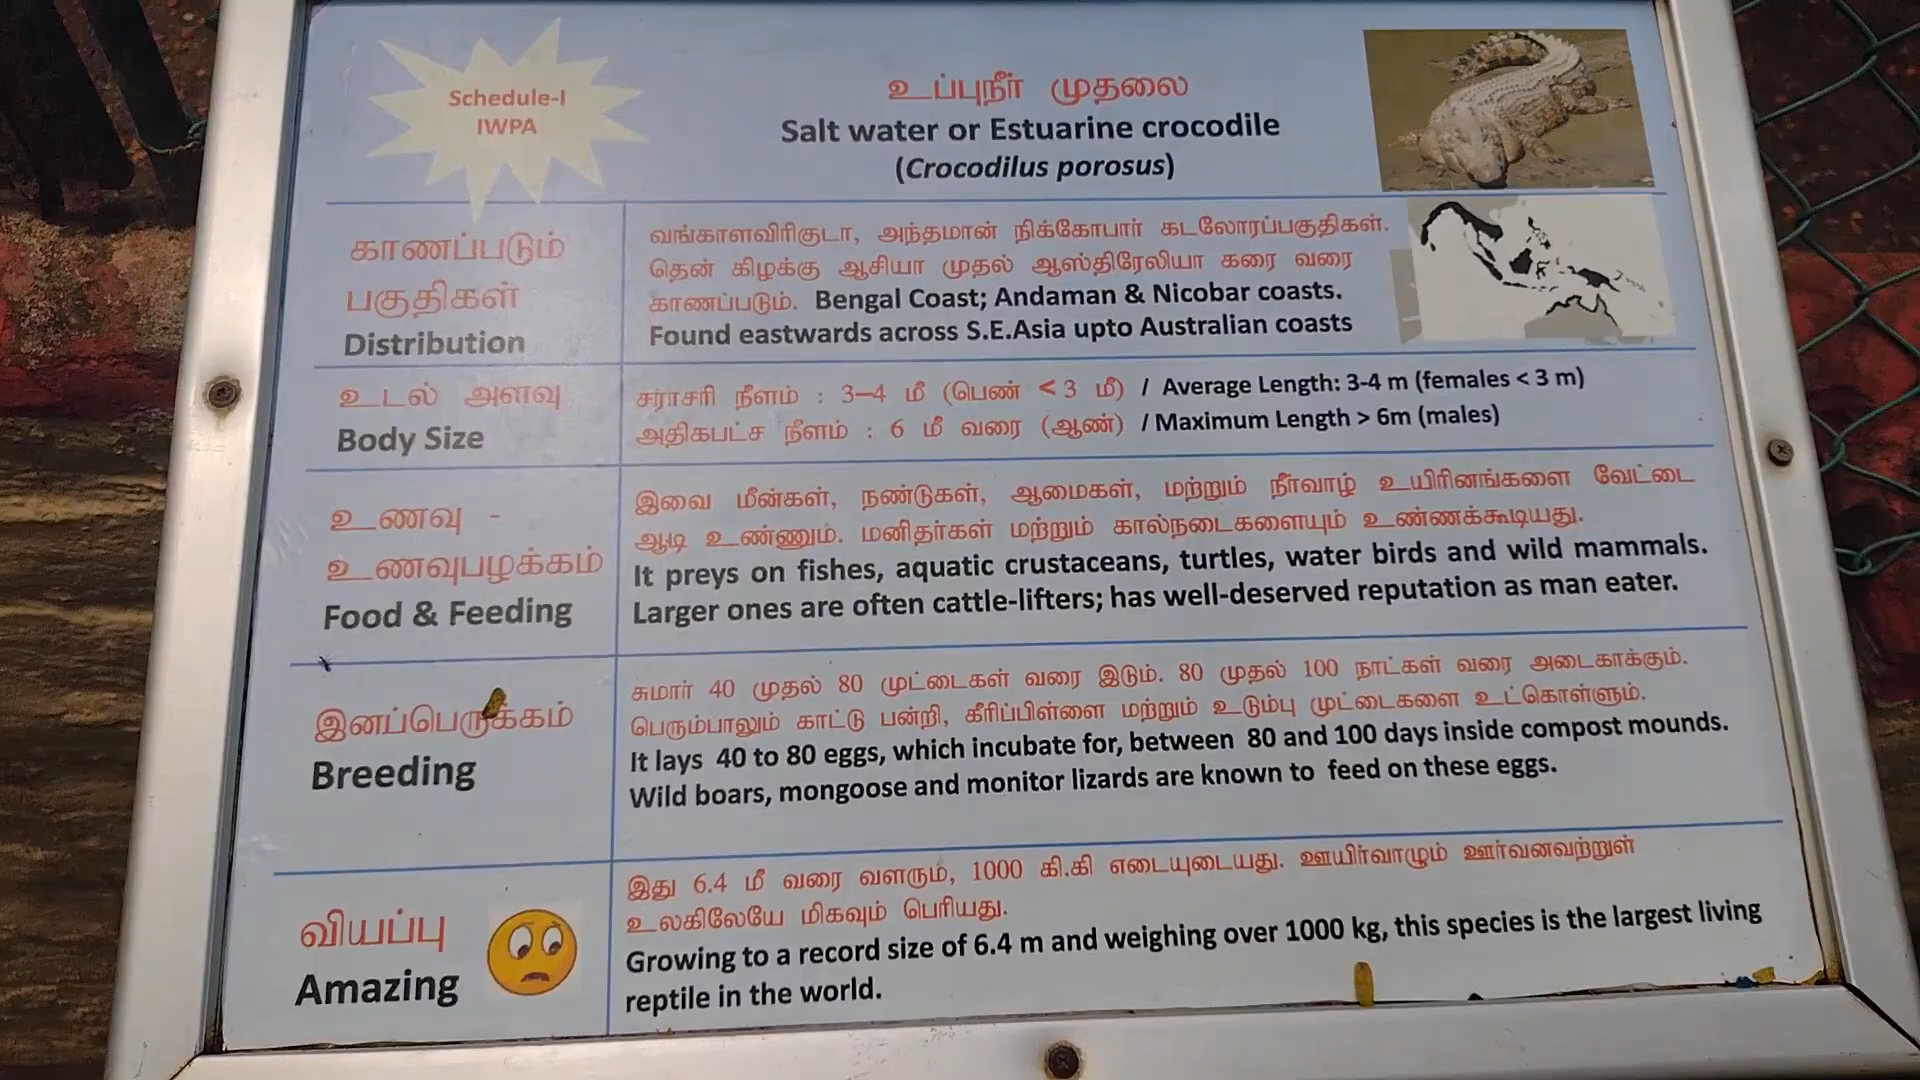 Schedule-I
IWPA
உப்புநீர் முதலை
Salt water or Estuarine crocodile
(Crocodilus porosus)
காணப்படும்
பகுதிகள்
Distribution
வங்காளவிரிகுடா, அந்தமான் நிக்கோபார் கடலோரப்பகுதிகள்.
தென் கிழக்கு ஆசியா முதல் ஆஸ்திரேலியா கரை வரை
காணப்படும். Bengal Coast; Andaman & Nicobar coasts.
Found eastwards across S.E.Asia upto Australian coasts
உடல் அளவு
Body Size
சராசரி நீளம் : 3–4 மீ (பெண் < 3 மீ) / Average Length: 3-4 m (females < 3 m)
அதிகபட்ச நீளம் : 6 மீ வரை (ஆண்) / Maximum Length > 6m (males)
உணவு -
உணவுபழக்கம்
Food & Feeding
இவை மீன்கள், நண்டுகள், ஆமைகள், மற்றும் நீர்வாழ் உயிரினங்களை வேட்டை
ஆடி உண்ணும். மனிதர்கள் மற்றும் கால்நடைகளையும் உண்ணக்கூடியது.
It preys on fishes, aquatic crustaceans, turtles, water birds and wild mammals.
Larger ones are often cattle-lifters; has well-deserved reputation as man eater.
இனப்பெருக்கம்
Breeding
சுமார் 40 முதல் 80 முட்டைகள் வரை இடும். 80 முதல் 100 நாட்கள் வரை அடைகாக்கும்.
பெரும்பாலும் காட்டு பன்றி, கீரிப்பிள்ளை மற்றும் உடும்பு முட்டைகளை உட்கொள்ளும்.
It lays 40 to 80 eggs, which incubate for, between 80 and 100 days inside compost mounds.
Wild boars, mongoose and monitor lizards are known to feed on these eggs.
வியப்பு
Amazing
இது 6.4 மீ வரை வளரும், 1000 கி.கி எடையுடையது. ஊயிர்வாழும் ஊர்வனவற்றுள்
உலகிலேயே மிகவும் பெரியது.
Growing to a record size of 6.4 m and weighing over 1000 kg, this species is the largest living
reptile in the world.